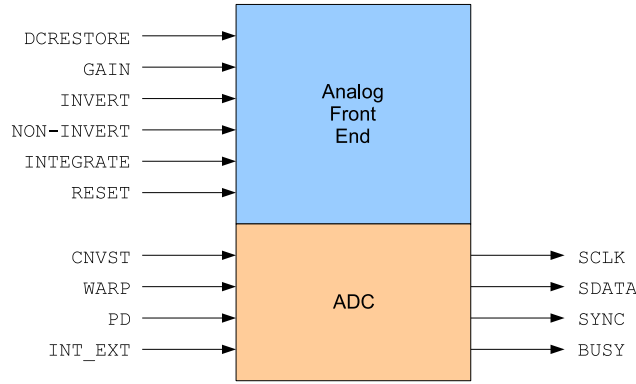 DCRESTORE
GAIN
INVERT
NON-INVERT
INTEGRATE
RESET
Analog
Front
End
CNVST
WARP
PD
INT_EXT
ADC
SCLK
SDATA
SYNC
BUSY